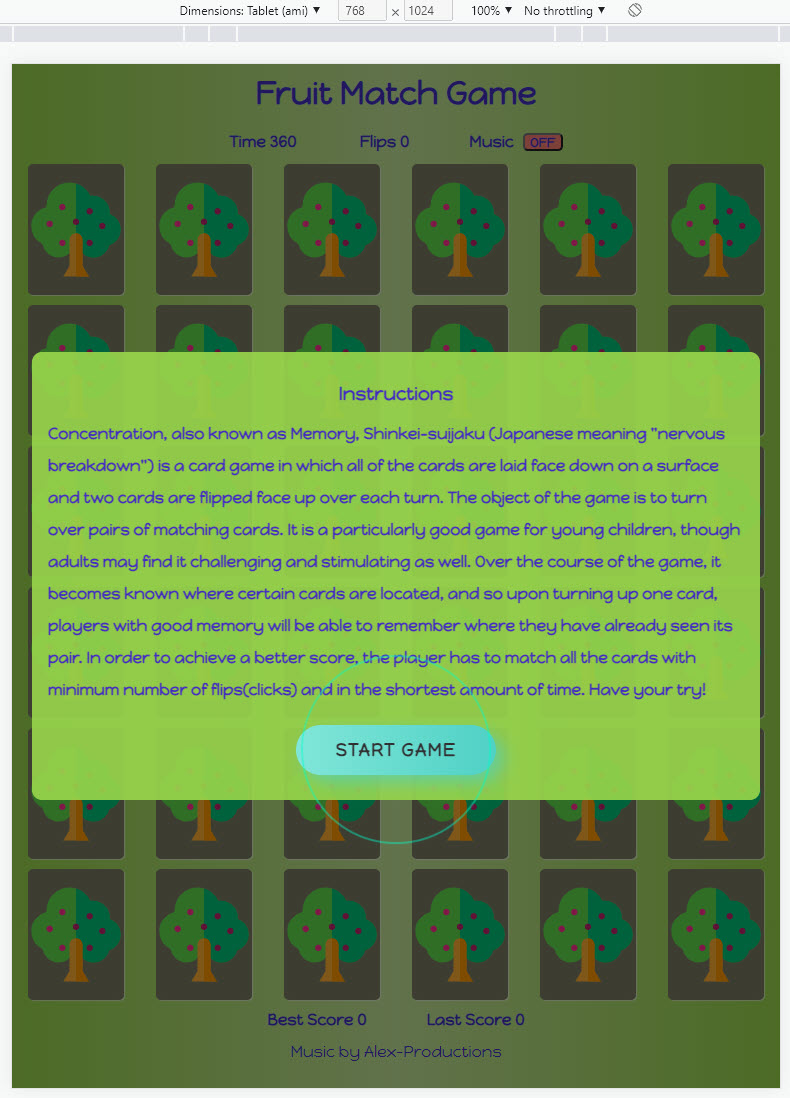 Dimensions: Tablet (ami) ▼ 768 × 1024 100% ▼ No throttling ▼
Fruit Match Game
Time 360 Flips 0 Music OFF
Instructions
Concentration, also known as Memory, Shinkei-suijaku (Japanese meaning "nervous
breakdown") is a card game in which all of the cards are laid face down on a surface
and two cards are flipped face up over each turn. The object of the game is to turn
over pairs of matching cards. It is a particularly good game for young children, though
adults may find it challenging and stimulating as well. Over the course of the game, it
becomes known where certain cards are located, and so upon turning up one card,
players with good memory will be able to remember where they have already seen its
pair. In order to achieve a better score, the player has to match all the cards with
minimum number of flips(clicks) and in the shortest amount of time. Have your try!
START GAME
Best Score 0 Last Score 0
Music by Alex-Productions